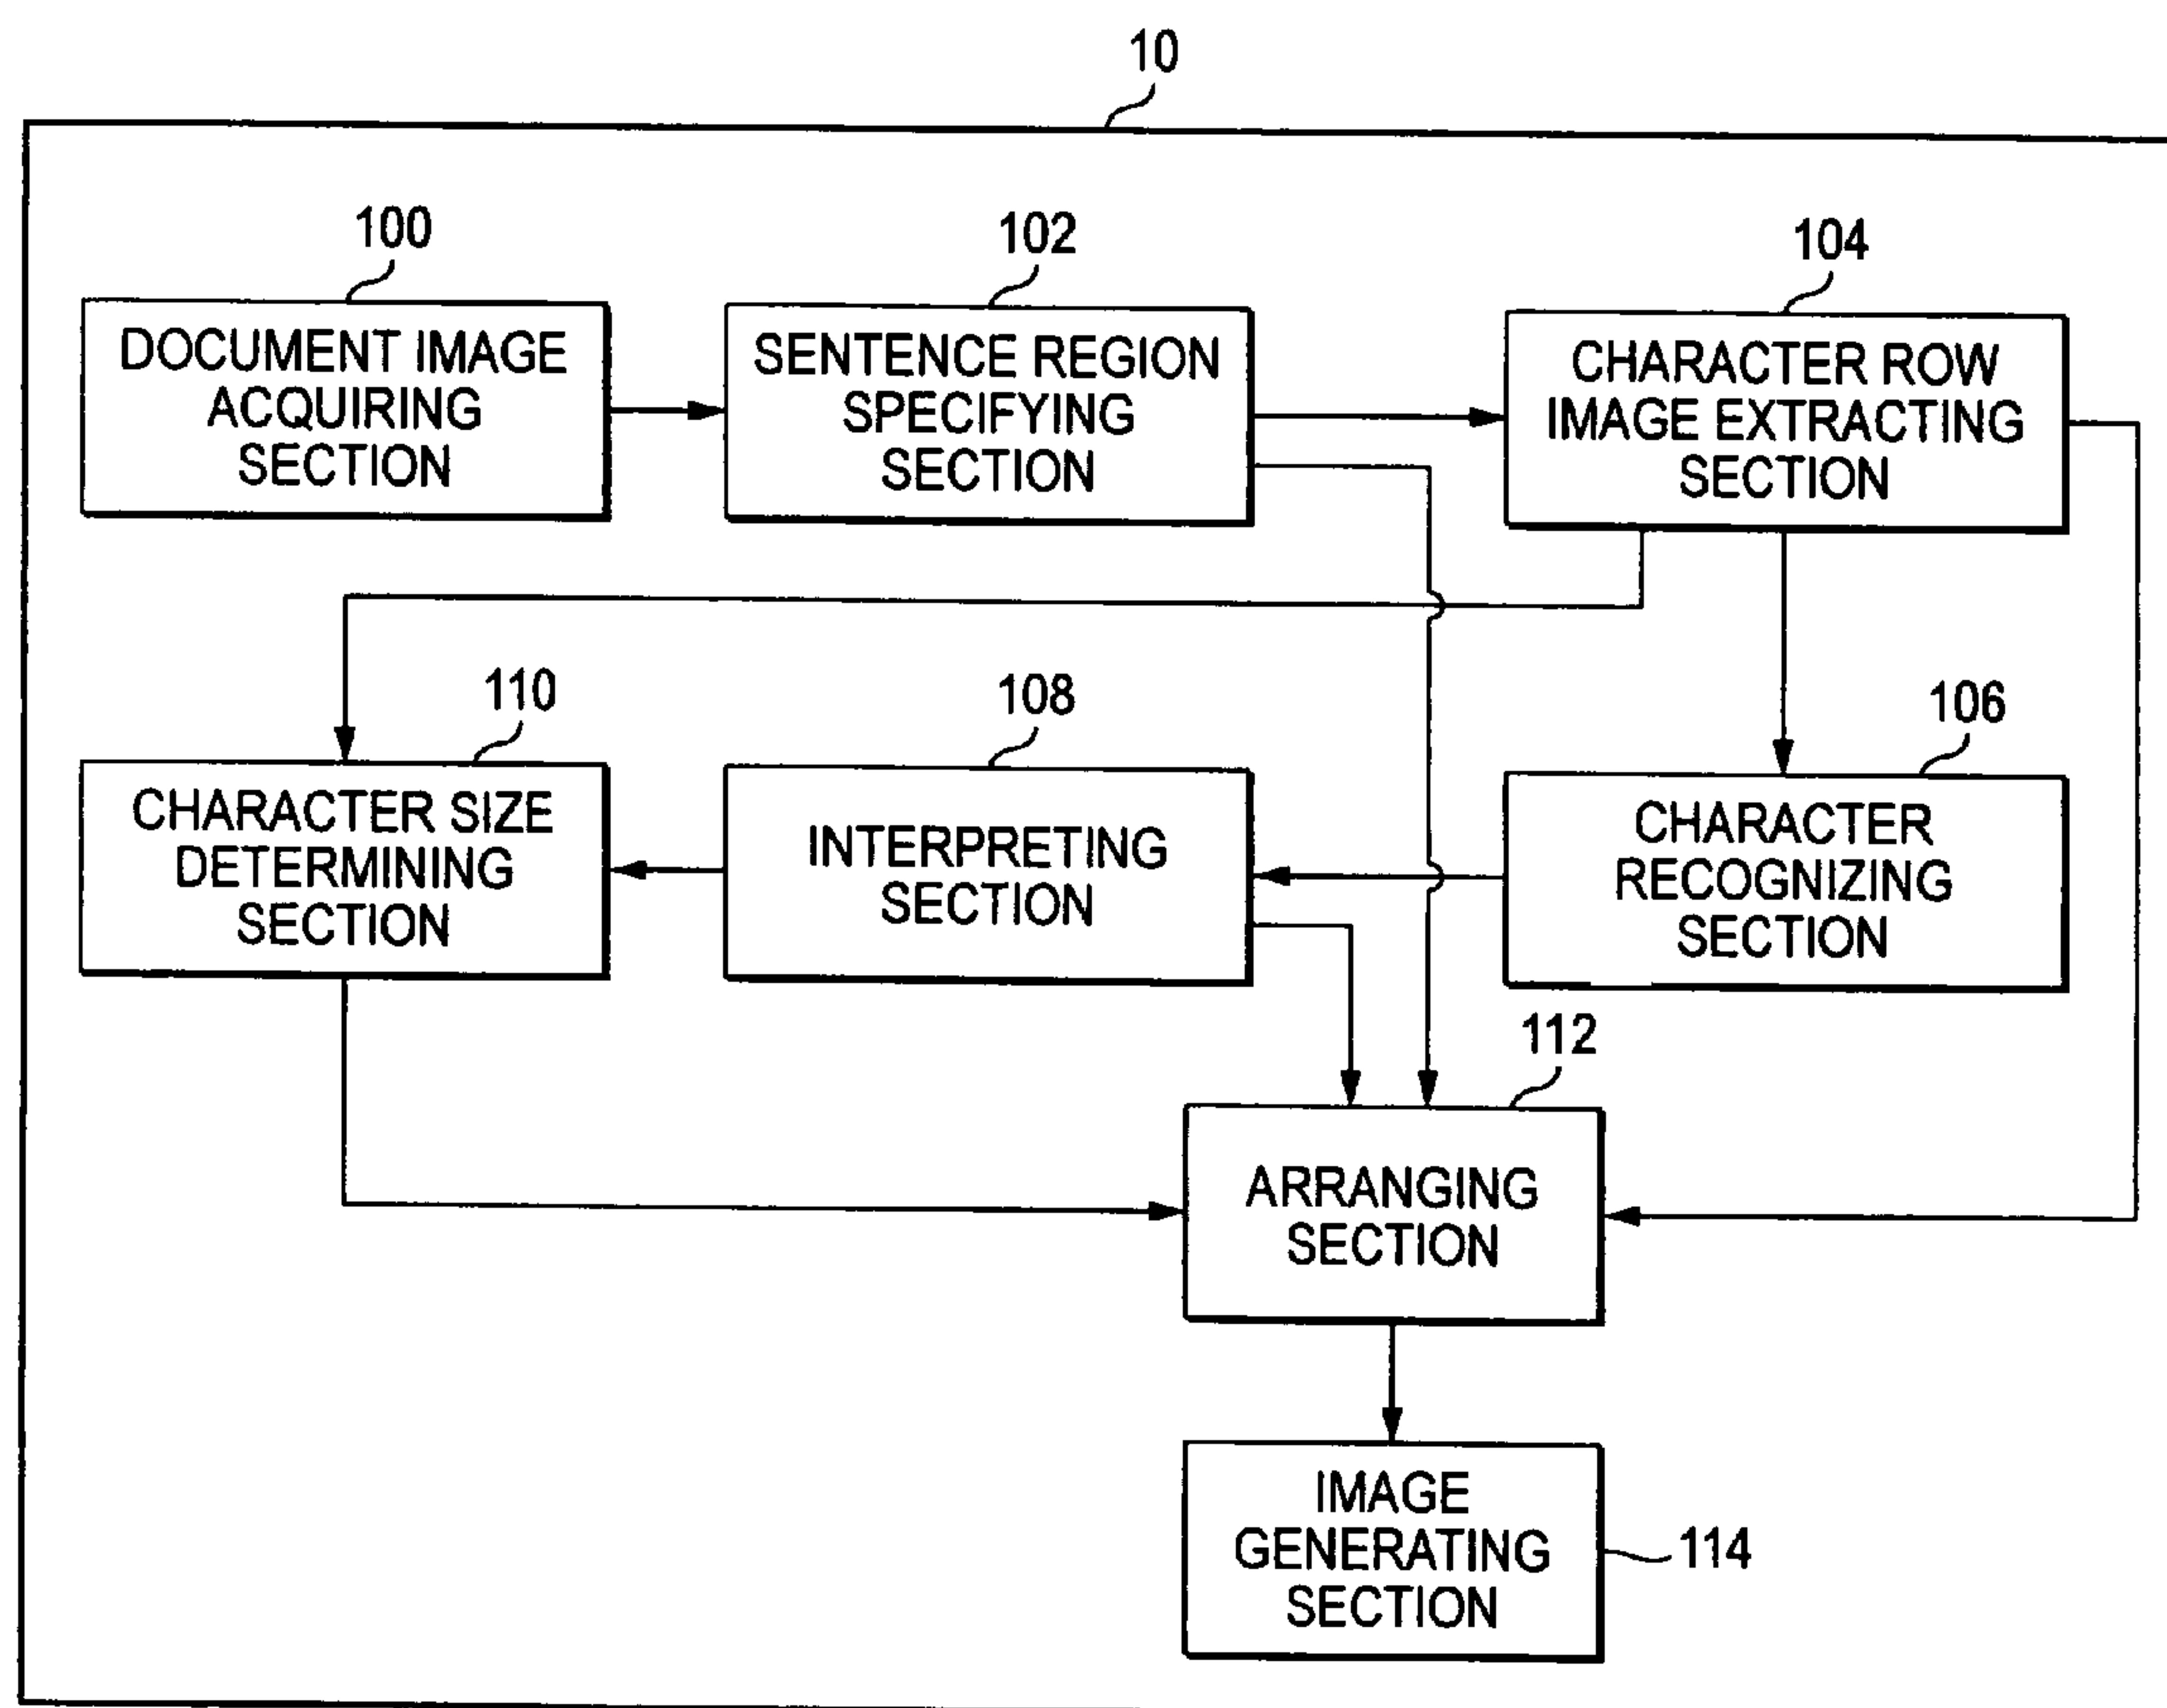 10
100
DOCUMENT IMAGE
ACQUIRING
SECTION
102
SENTENCE REGION
SPECIFYING
SECTION
104
CHARACTER ROW
IMAGE EXTRACTING
SECTION
110
CHARACTER SIZE
DETERMINING
SECTION
108
INTERPRETING
SECTION
106
CHARACTER
RECOGNIZING
SECTION
112
ARRANGING
SECTION
IMAGE
GENERATING
SECTION
114